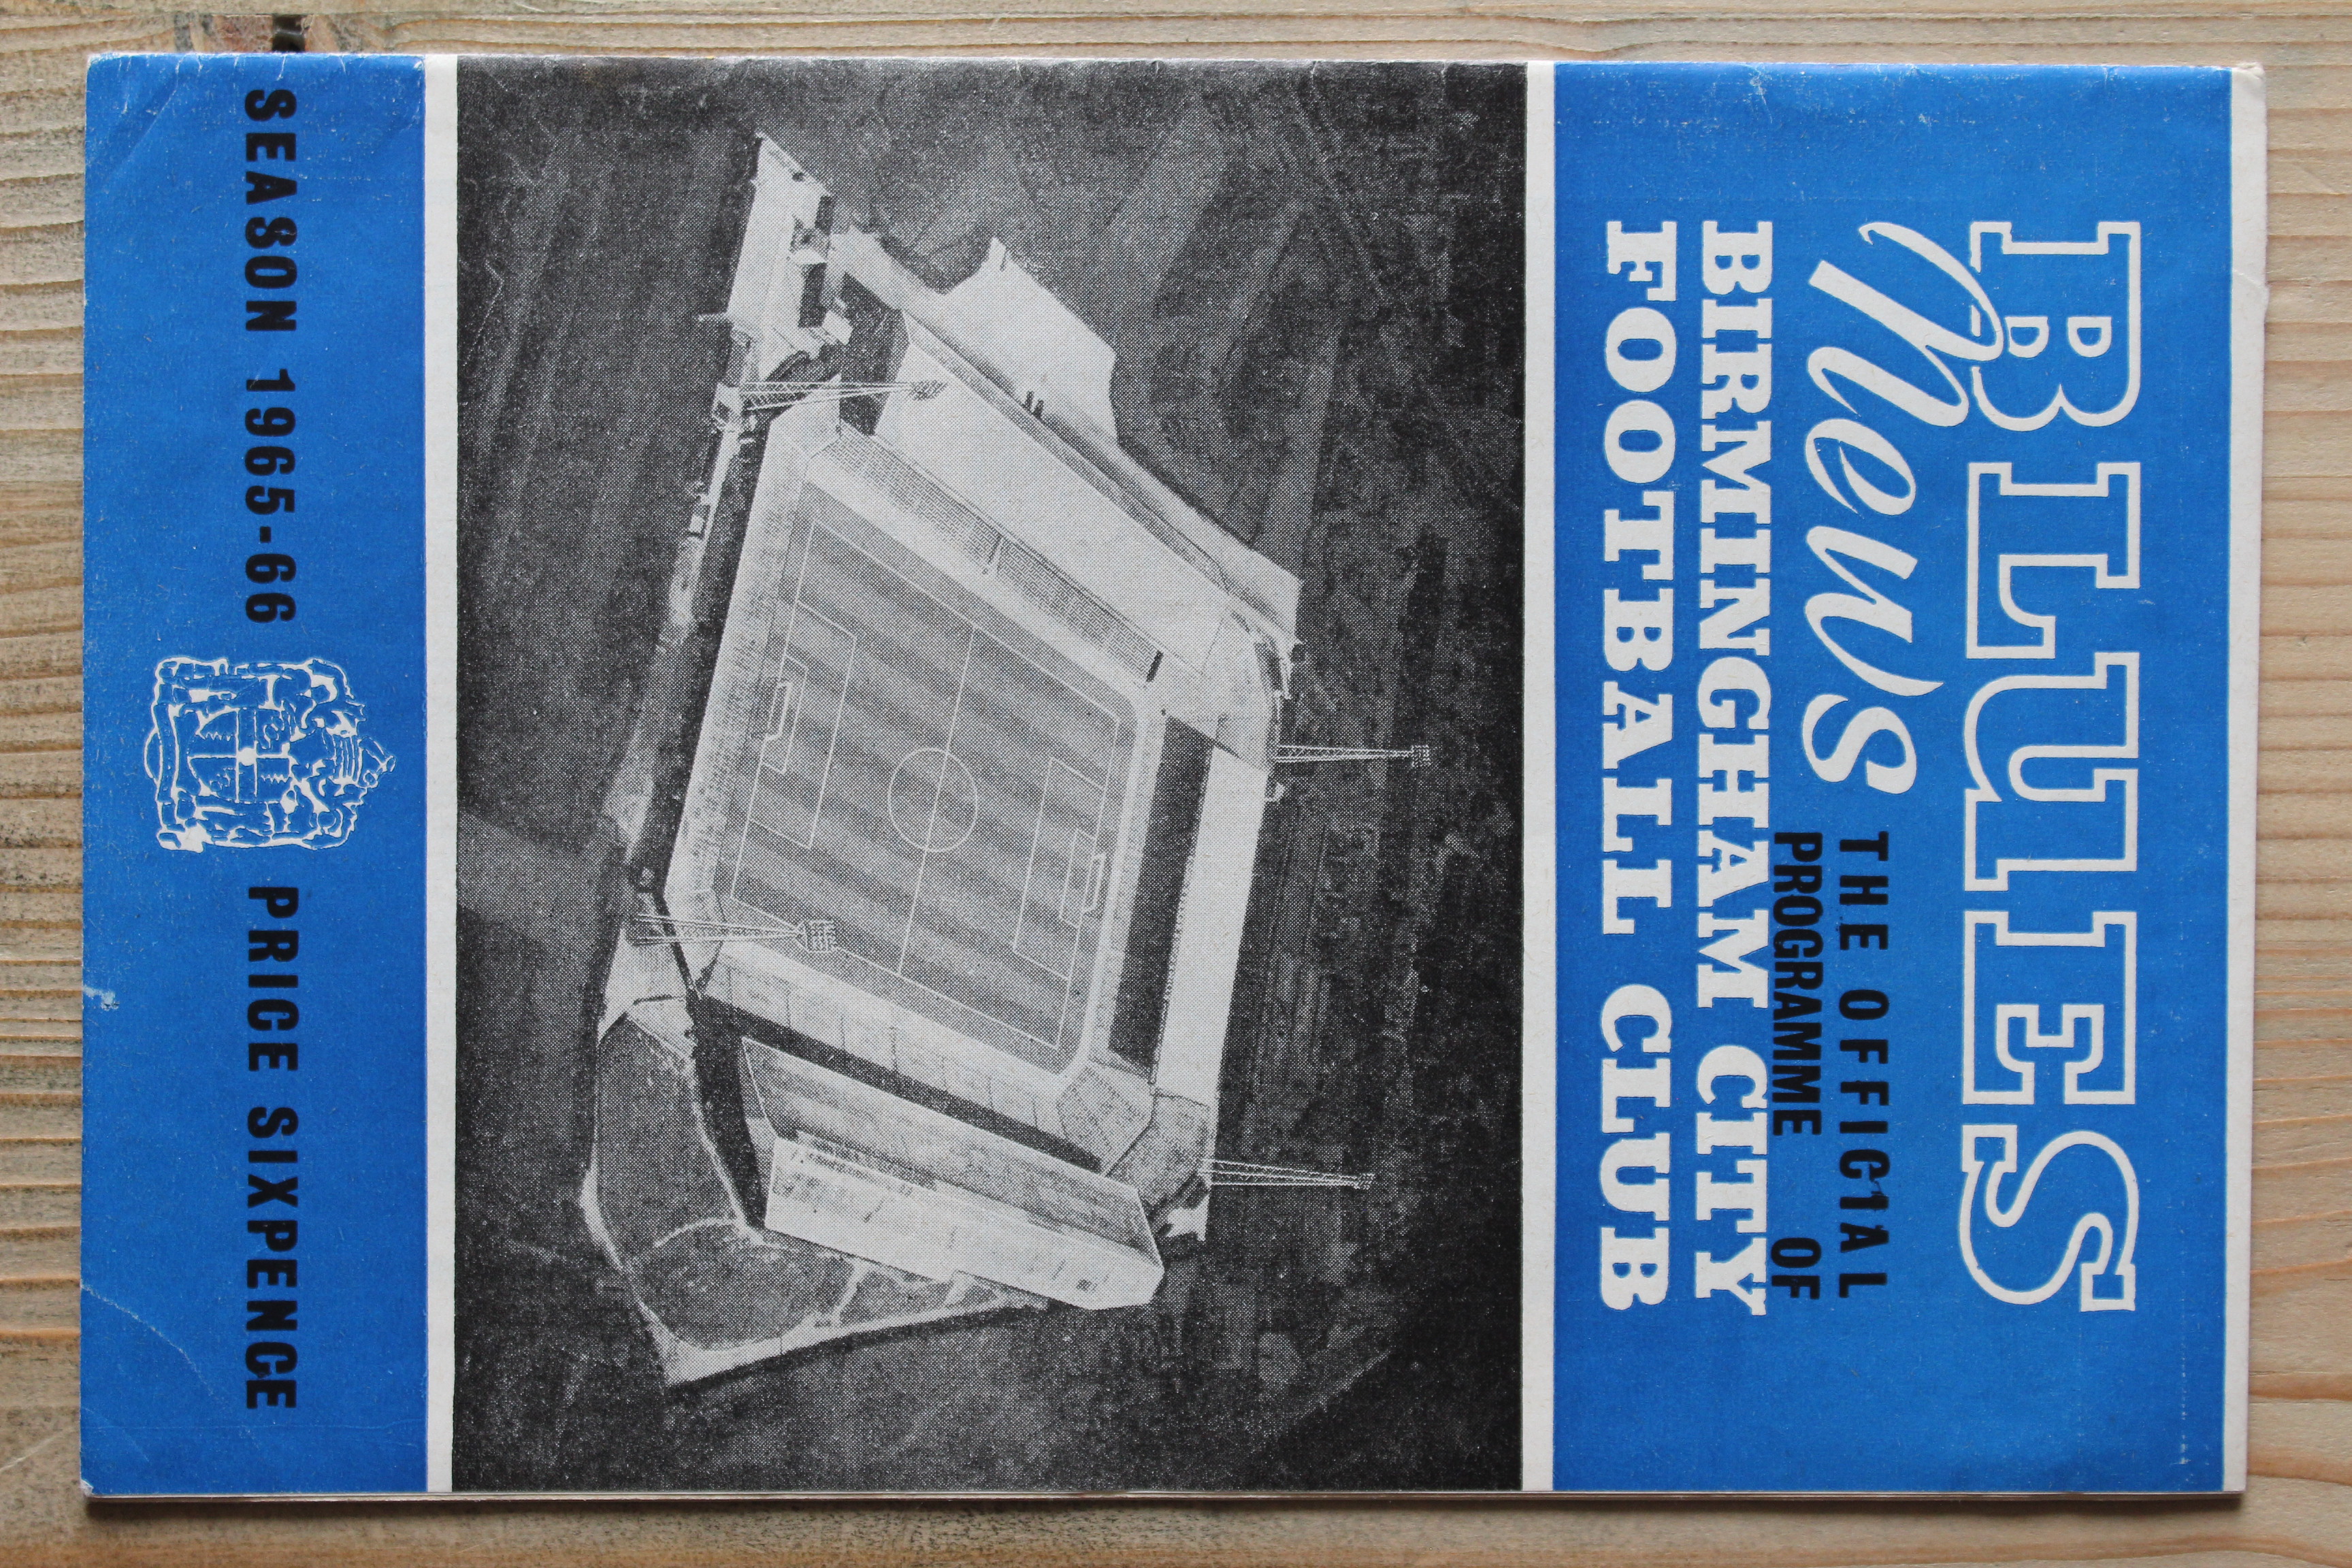 BLUES
News
THE OFFICIAL
PROGRAMME OF
BIRMINGHAM CITY
FOOTBALL CLUB
SEASON 1965-66 PRICE SIXPENCE